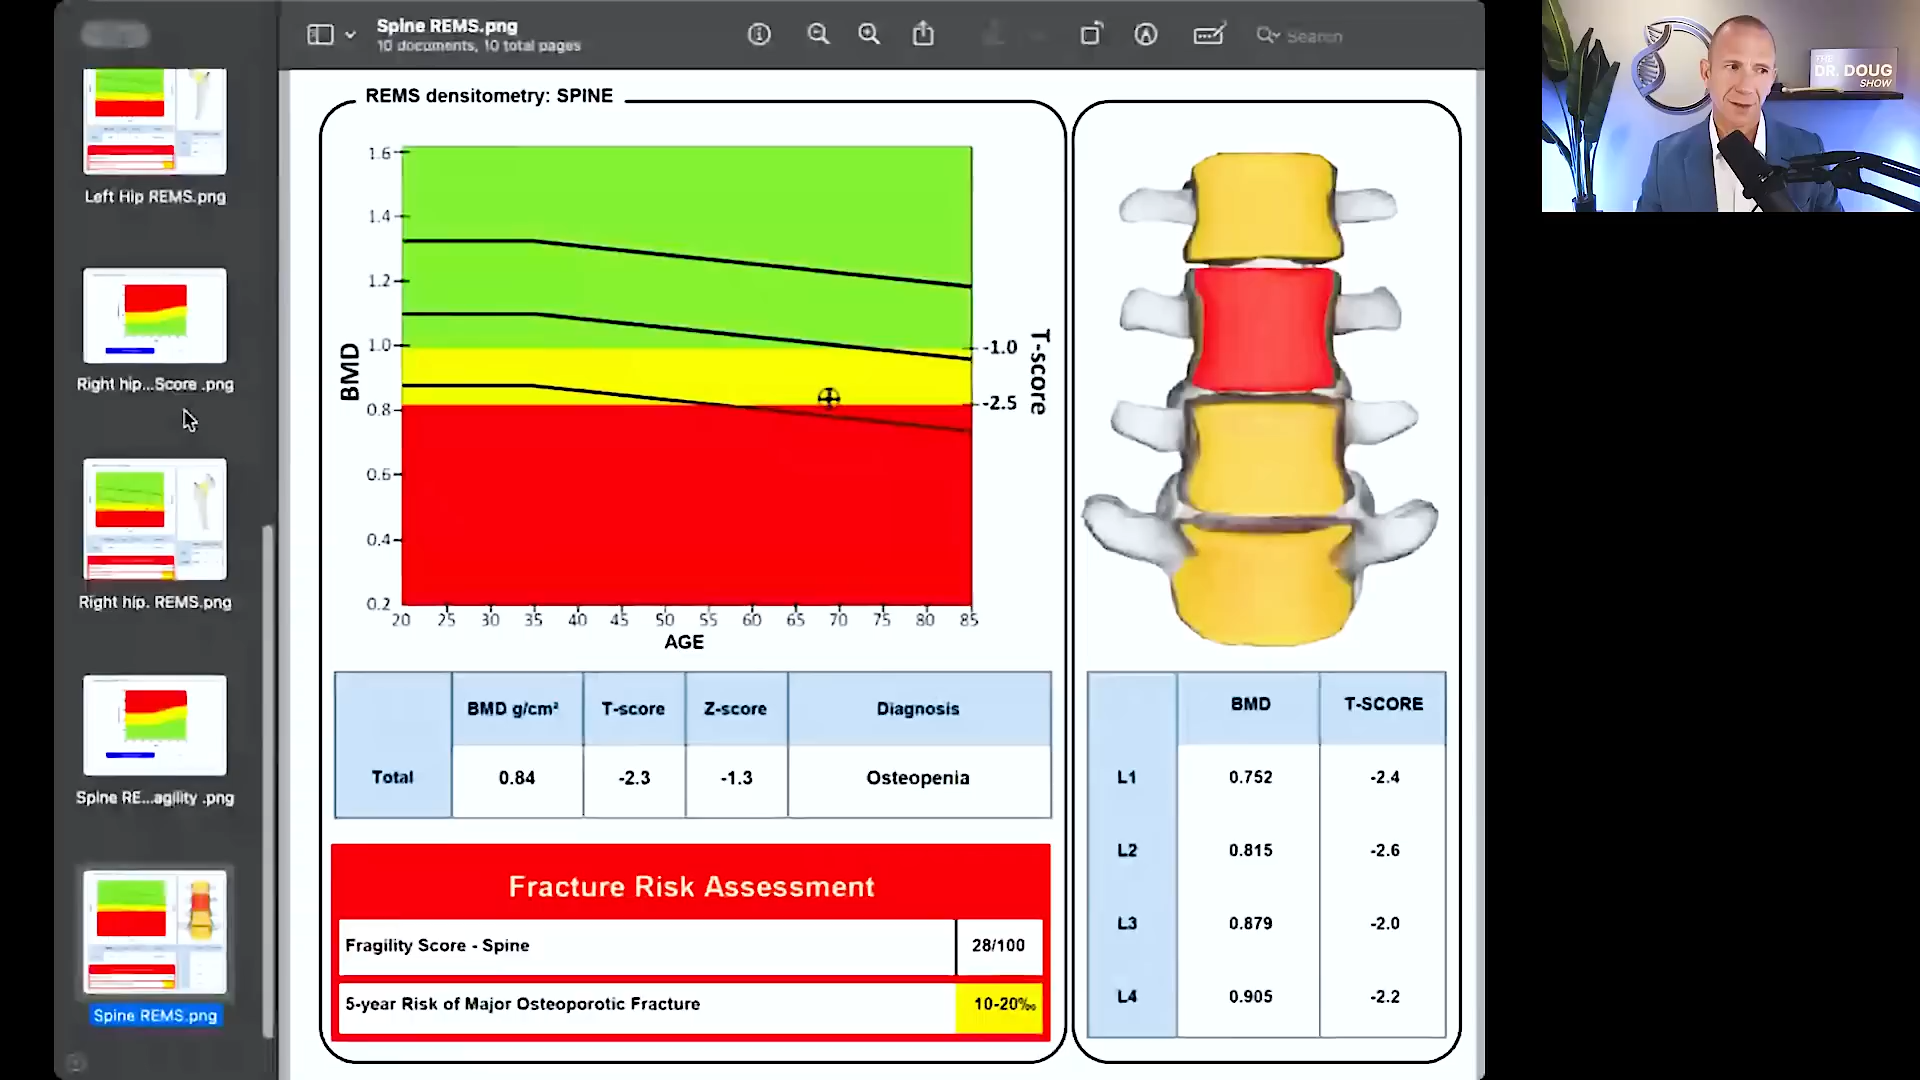 Spine REMS.png
10 documents, 10 total pages
Search
Left Hip REMS.png
Right hip...Score .png
Right hip. REMS.png
Spine RE...agility .png
Spine REMS.png
REMS densitometry: SPINE
1.6
1.4
1.2
1.0
0.8
0.6
0.4
0.2
BMD
-1.0
-2.5
T-score
20 25 30 35 40 45 50 55 60 65 70 75 80 85
AGE
BMD g/cm² T-score Z-score Diagnosis
Total 0.84 -2.3 -1.3 Osteopenia
Fracture Risk Assessment
Fragility Score - Spine 28/100
5-year Risk of Major Osteoporotic Fracture 10-20‰
BMD T-SCORE
L1 0.752 -2.4
L2 0.815 -2.6
L3 0.879 -2.0
L4 0.905 -2.2
THE
DR. DOUG
SHOW